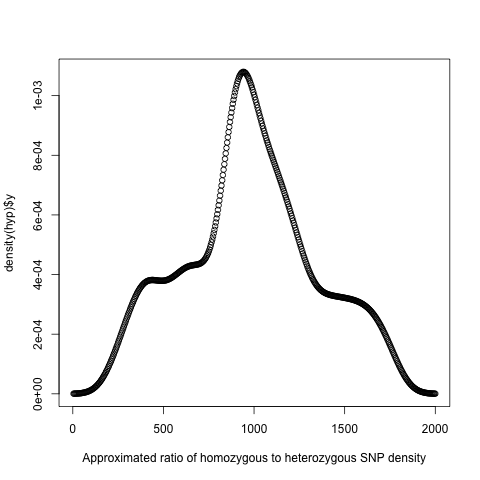 density(hyp)$y
1e-03
8e-04
6e-04
4e-04
2e-04
0e+00
0 500 1000 1500 2000
Approximated ratio of homozygous to heterozygous SNP density